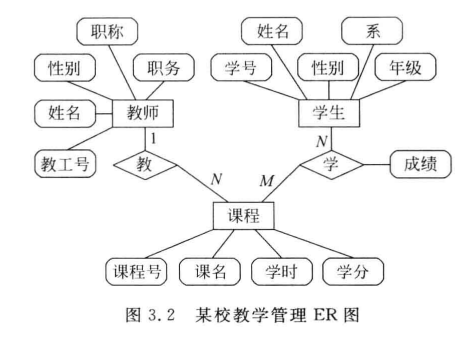 职称
姓名
系
性别
职务
学号
性别
年级
姓名
教师
学生
教工号
1
教
N
学
成绩
N
M
课程
课程号
课名
学时
学分
图 3.2 某校教学管理 ER 图